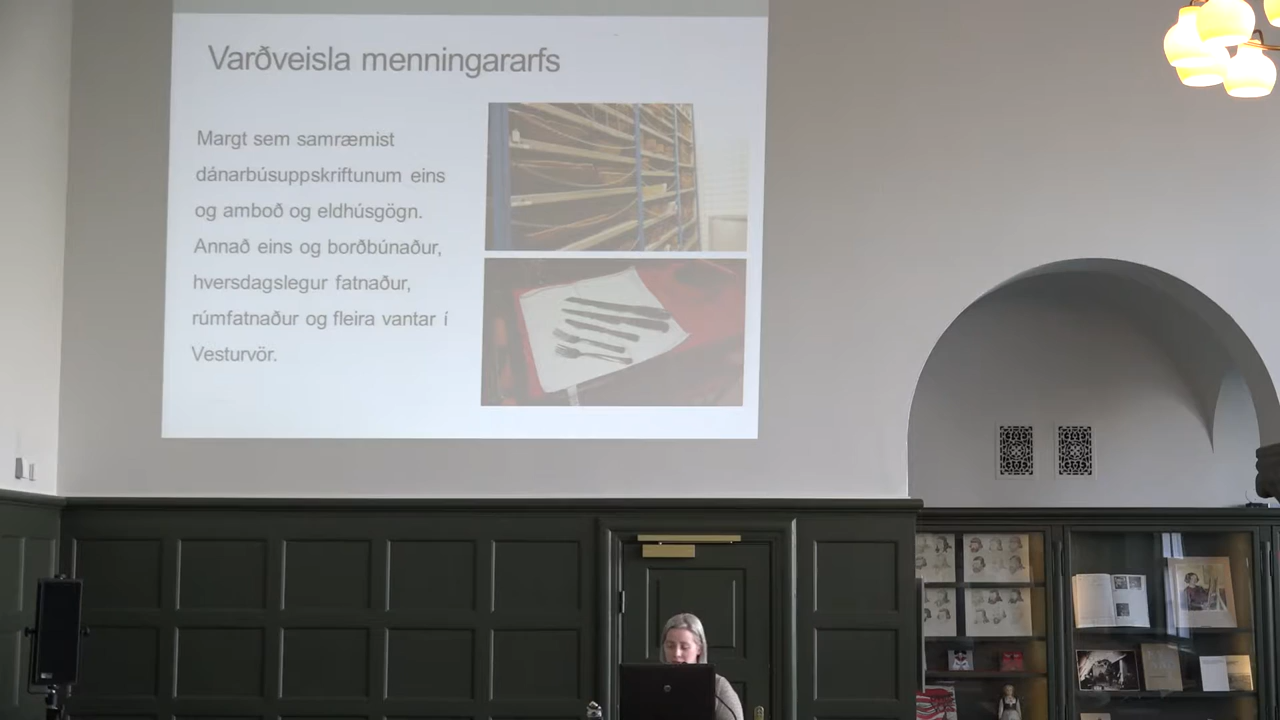 Varðveisla menningararfs
Margt sem samræmist
dánarbúsuppskriftunum eins
og amboð og eldhúsgögn.
Annað eins og borðbúnaður,
hversdagslegur fatnaður,
rúmfatnaður og fleira vantar í
Vesturvör.